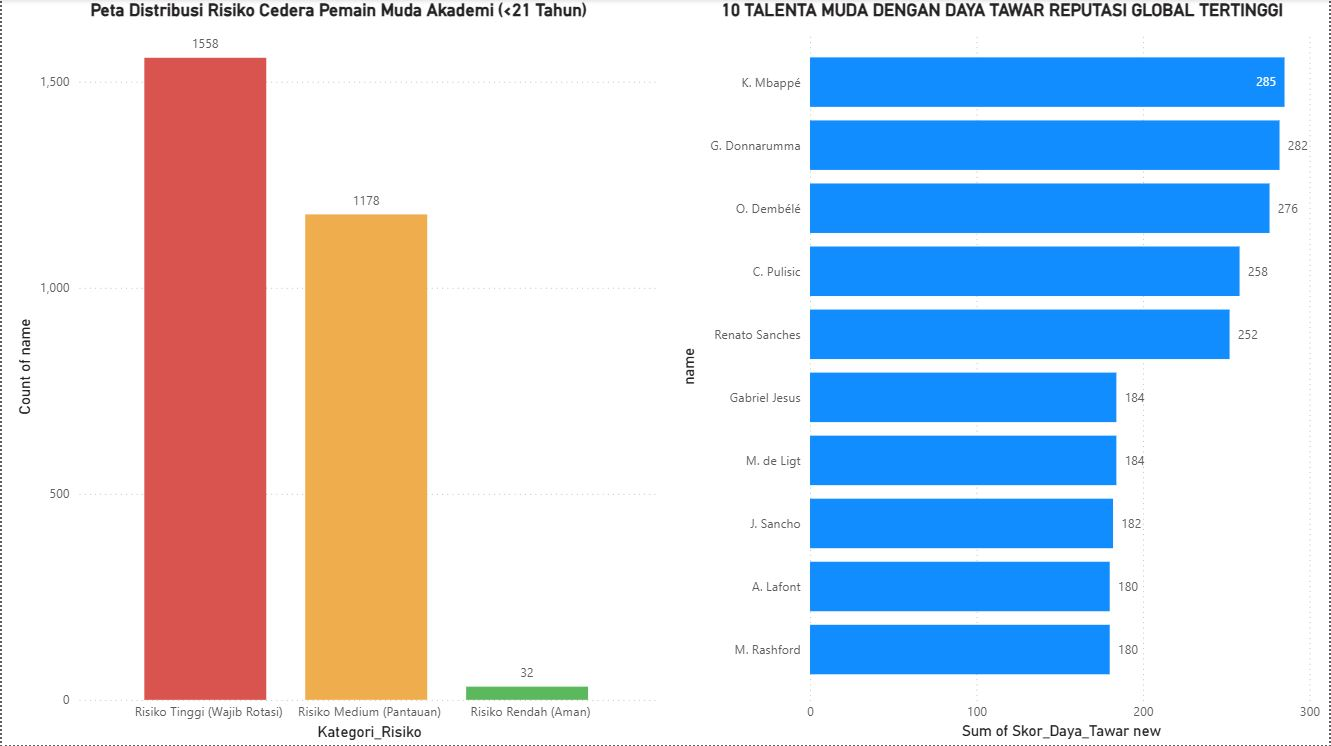 Peta Distribusi Risiko Cedera Pemain Muda Akademi (<21 Tahun)
1558
1,500
1178
1,000
500
32
0
Count of name
Risiko Tinggi (Wajib Rotasi)
Risiko Medium (Pantauan)
Risiko Rendah (Aman)
Kategori_Risiko
10 TALENTA MUDA DENGAN DAYA TAWAR REPUTASI GLOBAL TERTINGGI
K. Mbappé 285
G. Donnarumma 282
O. Dembélé 276
C. Pulisic 258
Renato Sanches 252
name
Gabriel Jesus 184
M. de Ligt 184
J. Sancho 182
A. Lafont 180
M. Rashford 180
0 100 200 300
Sum of Skor_Daya_Tawar new